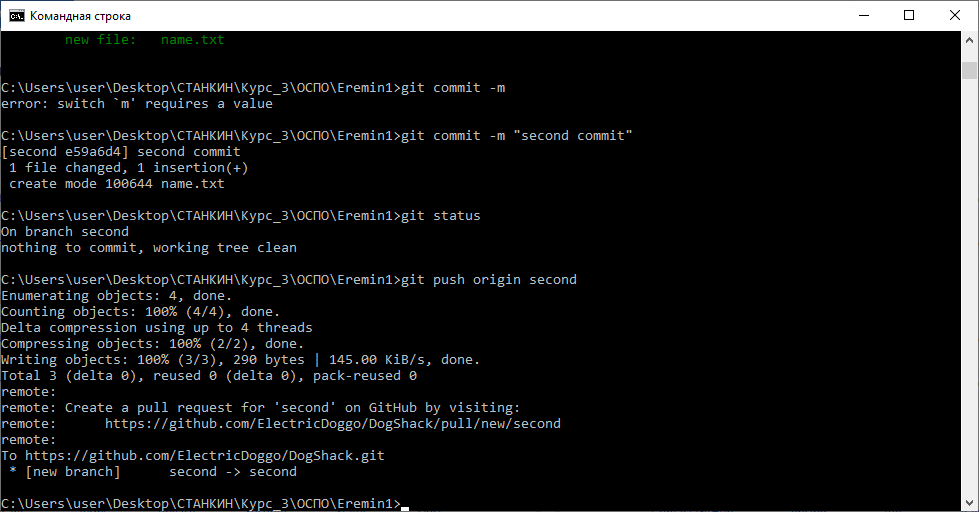 Командная строка
new file:   name.txt
C:\Users\user\Desktop\СТАНКИН\Курс_3\ОСПО\Eremin1>git commit -m
error: switch `m' requires a value
C:\Users\user\Desktop\СТАНКИН\Курс_3\ОСПО\Eremin1>git commit -m "second commit"
[second e59a6d4] second commit
 1 file changed, 1 insertion(+)
 create mode 100644 name.txt
C:\Users\user\Desktop\СТАНКИН\Курс_3\ОСПО\Eremin1>git status
On branch second
nothing to commit, working tree clean
C:\Users\user\Desktop\СТАНКИН\Курс_3\ОСПО\Eremin1>git push origin second
Enumerating objects: 4, done.
Counting objects: 100% (4/4), done.
Delta compression using up to 4 threads
Compressing objects: 100% (2/2), done.
Writing objects: 100% (3/3), 290 bytes | 145.00 KiB/s, done.
Total 3 (delta 0), reused 0 (delta 0), pack-reused 0
remote:
remote: Create a pull request for 'second' on GitHub by visiting:
remote:      https://github.com/ElectricDoggo/DogShack/pull/new/second
remote:
To https://github.com/ElectricDoggo/DogShack.git
 * [new branch]      second -> second
C:\Users\user\Desktop\СТАНКИН\Курс_3\ОСПО\Eremin1>